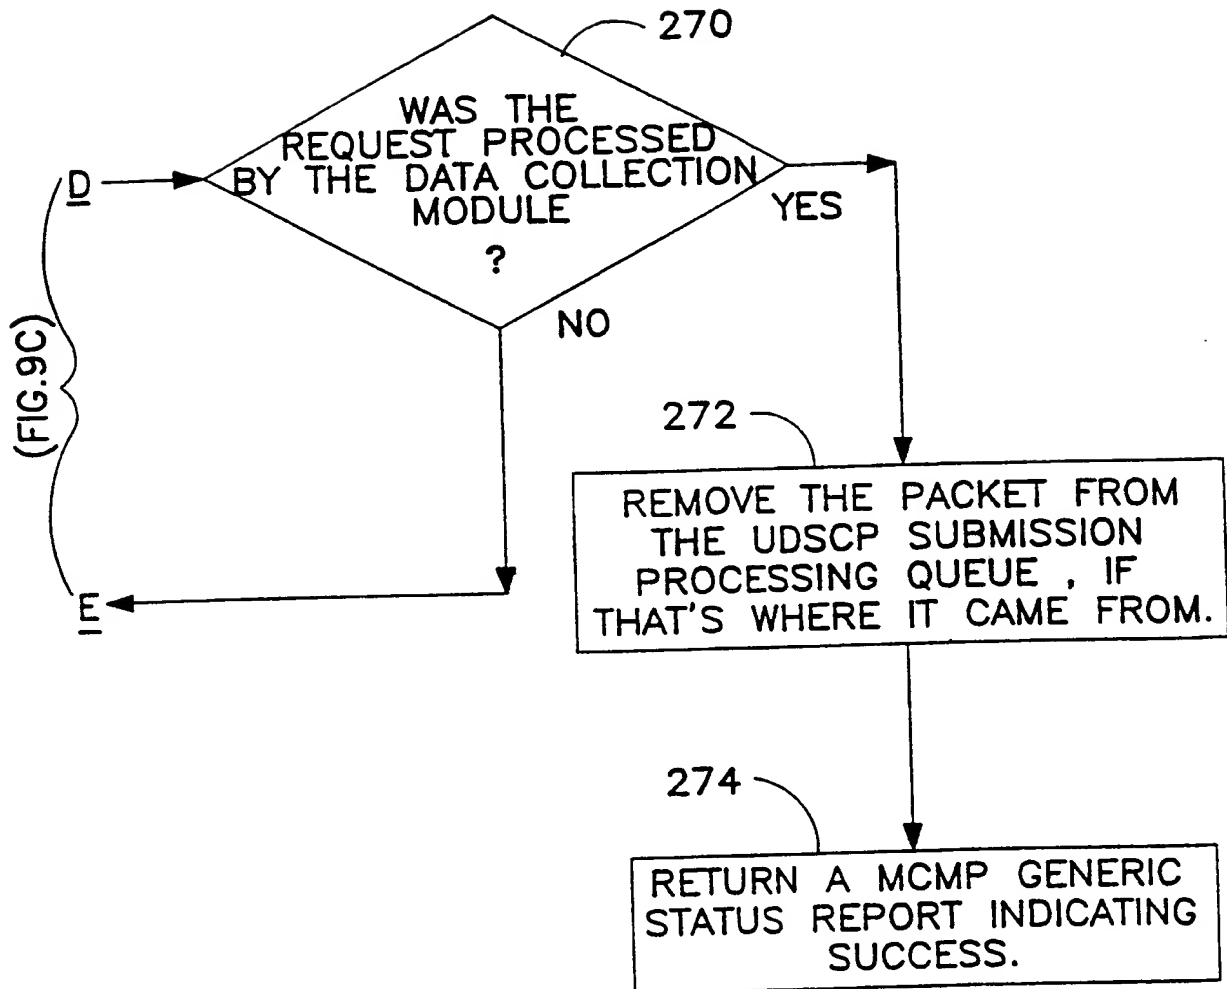 270
WAS THE
REQUEST PROCESSED
BY THE DATA COLLECTION
MODULE
?
D
YES
NO
(FIG.9C)
E
272
REMOVE THE PACKET FROM
THE UDSCP SUBMISSION
PROCESSING QUEUE , IF
THAT'S WHERE IT CAME FROM.
274
RETURN A MCMP GENERIC
STATUS REPORT INDICATING
SUCCESS.